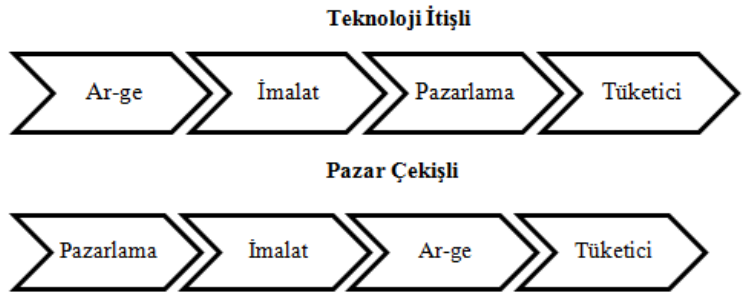 Teknoloji İtişli
Ar-ge İmalat Pazarlama Tüketici
Pazar Çekişli
Pazarlama İmalat Ar-ge Tüketici